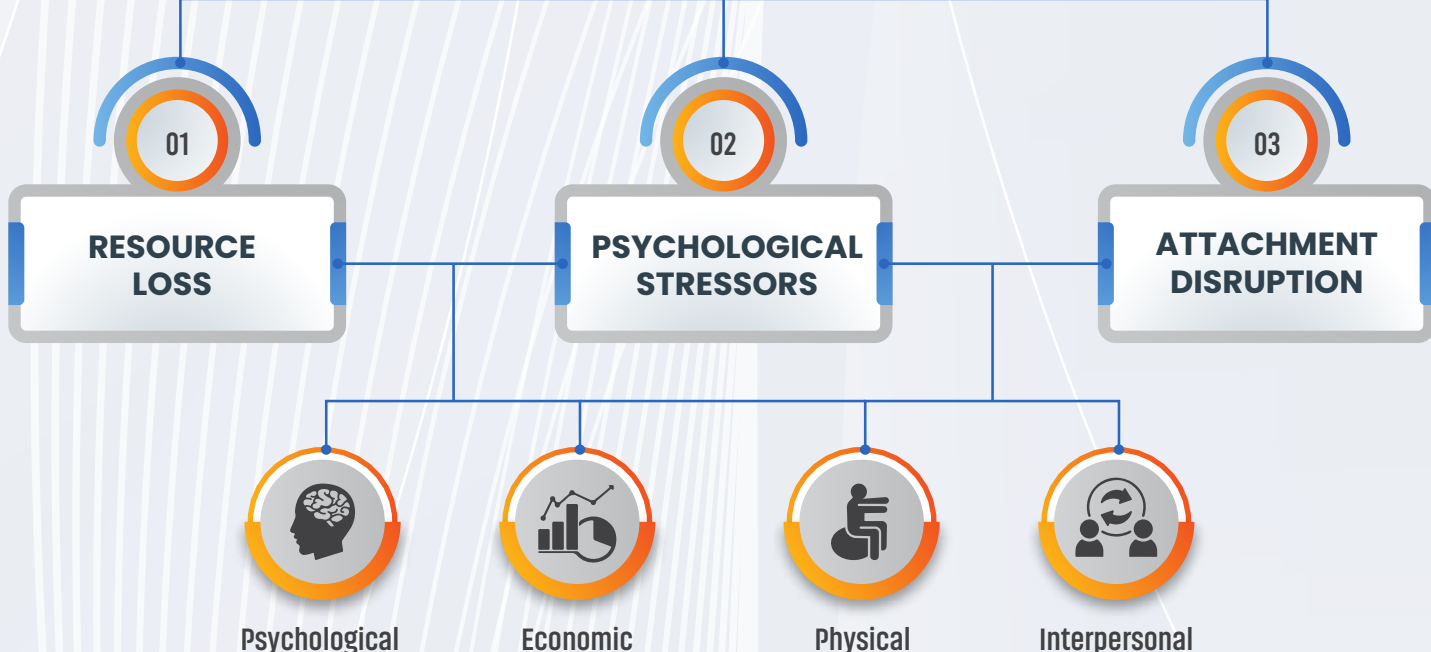 01
02
03
RESOURCE
LOSS
PSYCHOLOGICAL
STRESSORS
ATTACHMENT
DISRUPTION
Psychological
Economic
Physical
Interpersonal